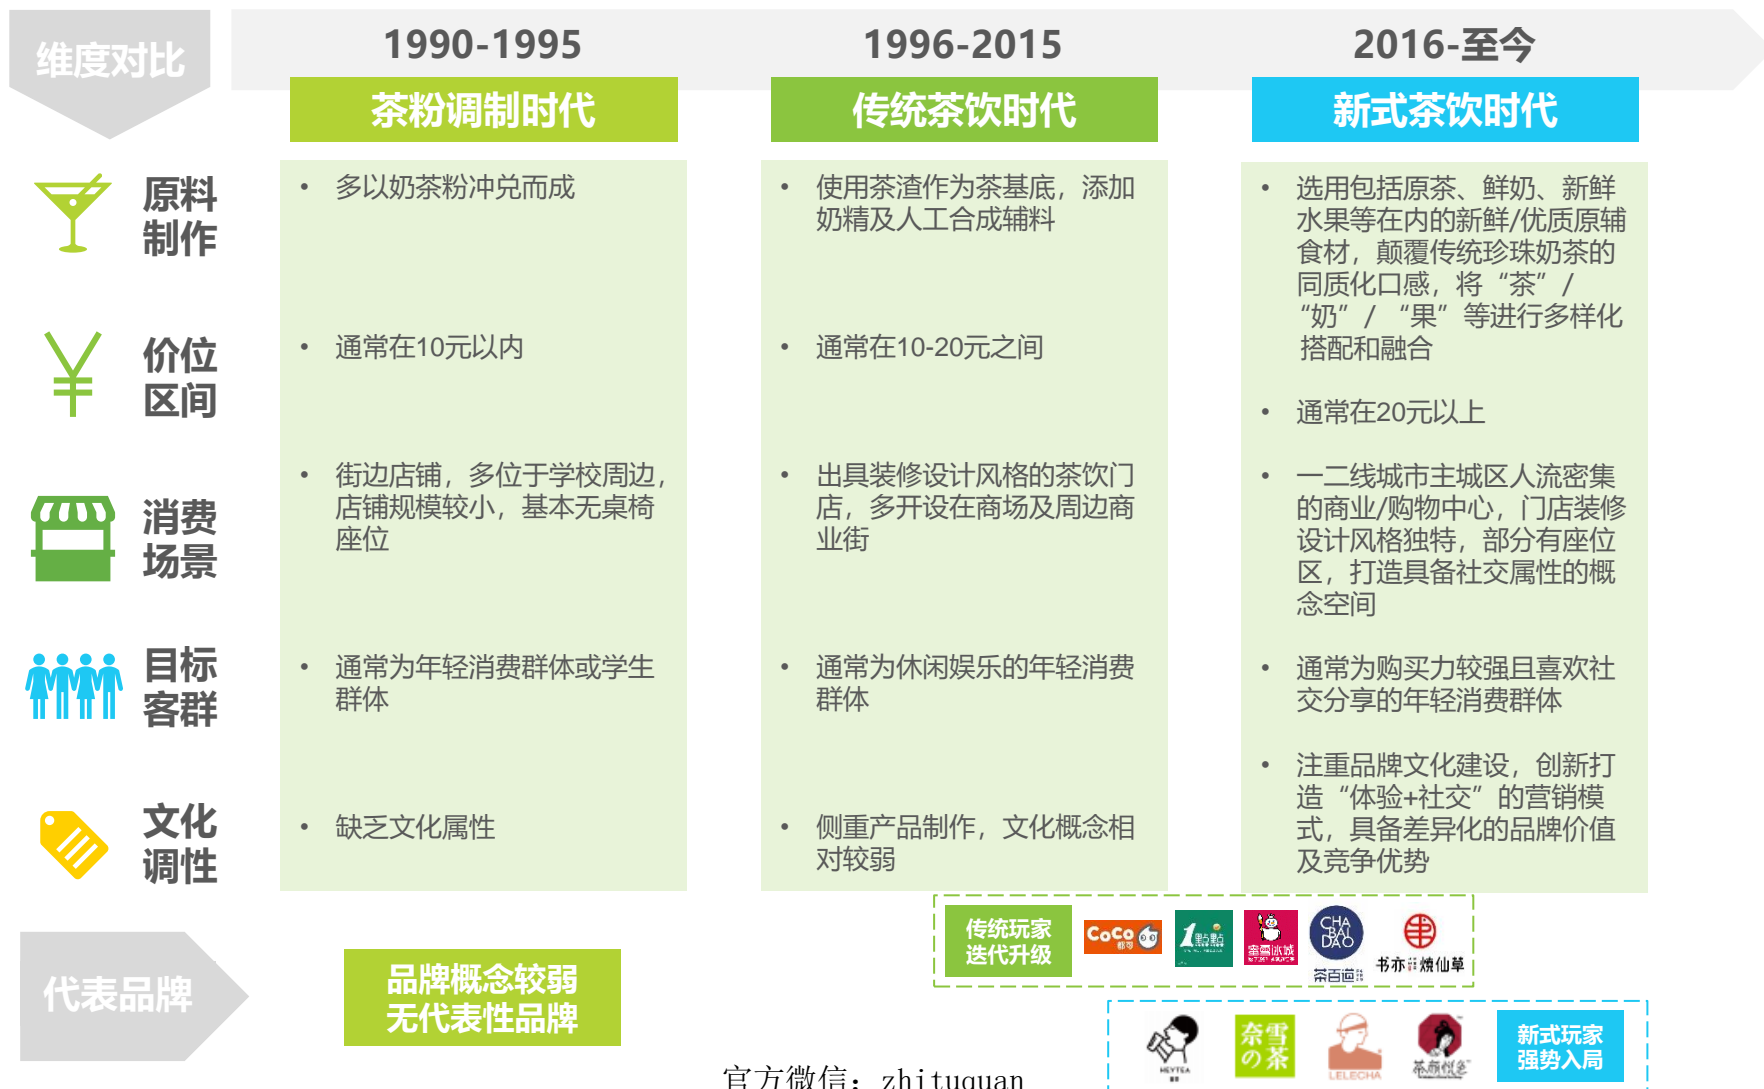 维度对比
1990-1995
1996-2015
2016-至今
茶粉调制时代
传统茶饮时代
新式茶饮时代
原料
制作
• 多以奶茶粉冲兑而成
• 使用茶渣作为茶基底，添加
奶精及人工合成辅料
• 选用包括原茶、鲜奶、新鲜
水果等在内的新鲜/优质原辅
食材，颠覆传统珍珠奶茶的
同质化口感，将“茶”/
“奶”/ “果”等进行多样化
搭配和融合
价位
区间
• 通常在10元以内
• 通常在10-20元之间
• 通常在20元以上
消费
场景
• 街边店铺，多位于学校周边，
店铺规模较小，基本无桌椅
座位
• 出具装修设计风格的茶饮门
店，多开设在商场及周边商
业街
• 一二线城市主城区人流密集
的商业/购物中心，门店装修
设计风格独特，部分有座位
区，打造具备社交属性的概
念空间
目标
客群
• 通常为年轻消费群体或学生
群体
• 通常为休闲娱乐的年轻消费
群体
• 通常为购买力较强且喜欢社
交分享的年轻消费群体
文化
调性
• 缺乏文化属性
• 侧重产品制作，文化概念相
对较弱
• 注重品牌文化建设，创新打
造“体验+社交”的营销模
式，具备差异化的品牌价值
及竞争优势
代表品牌
品牌概念较弱
无代表性品牌
传统玩家
迭代升级
CoCo
都可
1點點
蜜雪冰城
CHA
BAI
DAO
茶百道
书亦燒仙草
HEYTEA
奈雪
の茶
LELECHA
茶颜悦色
新式玩家
强势入局
官方微信：zhituquan